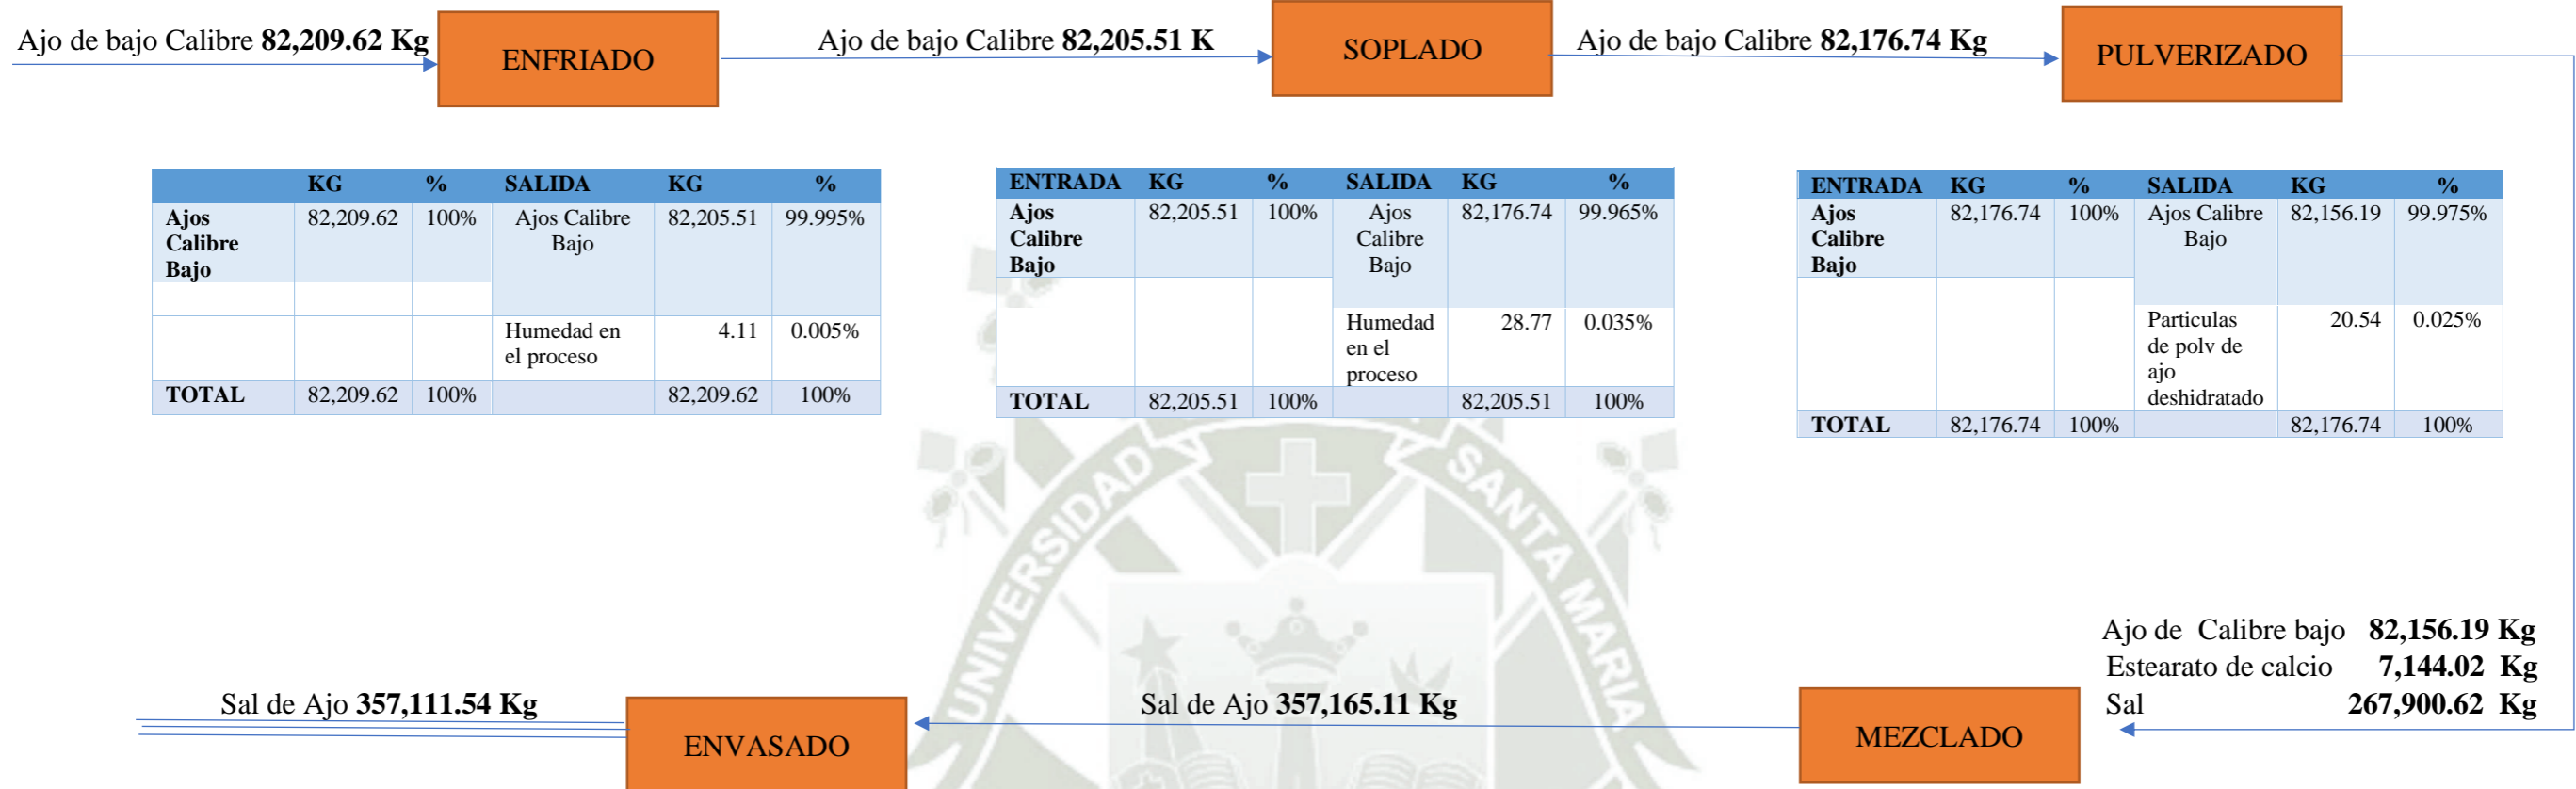 Ajo de bajo Calibre 82,209.62 Kg
ENFRIADO
Ajo de bajo Calibre 82,205.51 K
SOPLADO
Ajo de bajo Calibre 82,176.74 Kg
PULVERIZADO
KG % SALIDA KG %
Ajos 82,209.62 100% Ajos Calibre 82,205.51 99.995%
Calibre Bajo
Bajo
Humedad en 4.11 0.005%
el proceso
TOTAL 82,209.62 100% 82,209.62 100%
ENTRADA KG % SALIDA KG %
Ajos 82,205.51 100% Ajos 82,176.74 99.965%
Calibre Calibre
Bajo Bajo
Humedad 28.77 0.035%
en el
proceso
TOTAL 82,205.51 100% 82,205.51 100%
ENTRADA KG % SALIDA KG %
Ajos 82,176.74 100% Ajos Calibre 82,156.19 99.975%
Calibre Bajo
Bajo
Particulas 20.54 0.025%
de polv de
ajo
deshidratado
TOTAL 82,176.74 100% 82,176.74 100%
UNIVERSIDAD SANTA MARIA
Ajo de Calibre bajo 82,156.19 Kg
Estearato de calcio 7,144.02 Kg
Sal 267,900.62 Kg
MEZCLADO
Sal de Ajo 357,165.11 Kg
ENVASADO
Sal de Ajo 357,111.54 Kg